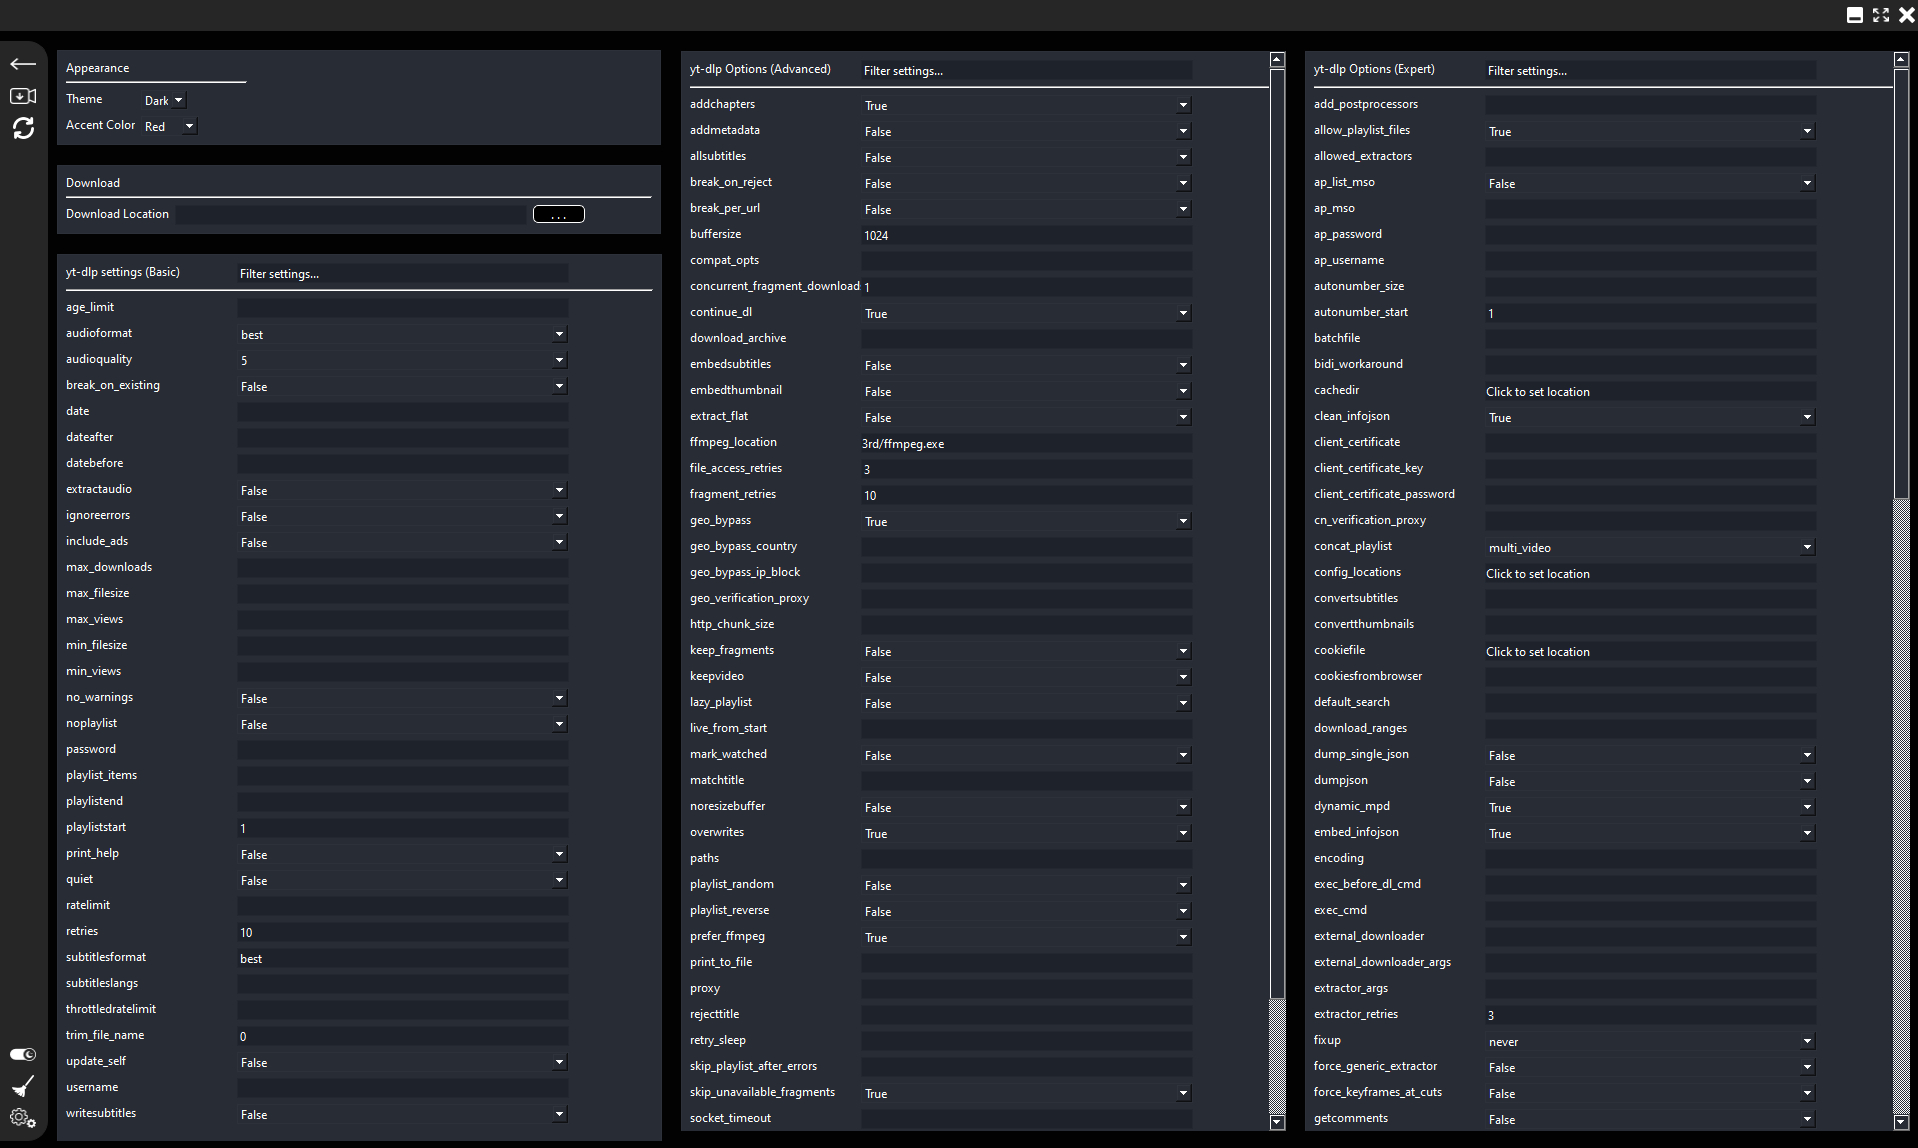 Appearance
Theme Dark
Accent Color Red
Download
Download Location ...
yt-dlp settings (Basic) Filter settings...
age_limit
audioformat best
audioquality 5
break_on_existing False
date
dateafter
datebefore
extractaudio False
ignoreerrors False
include_ads False
max_downloads
max_filesize
max_views
min_filesize
min_views
no_warnings False
noplaylist False
password
playlist_items
playlistend
playliststart 1
print_help False
quiet False
ratelimit
retries 10
subtitlesformat best
subtitleslangs
throttledratelimit
trim_file_name 0
update_self False
username
writesubtitles False
yt-dlp Options (Advanced) Filter settings...
addchapters True
addmetadata False
allsubtitles False
break_on_reject False
break_per_url False
buffersize 1024
compat_opts
concurrent_fragment_download 1
continue_dl True
download_archive
embedsubtitles False
embedthumbnail False
extract_flat False
ffmpeg_location 3rd/ffmpeg.exe
file_access_retries 3
fragment_retries 10
geo_bypass True
geo_bypass_country
geo_bypass_ip_block
geo_verification_proxy
http_chunk_size
keep_fragments False
keepvideo False
lazy_playlist False
live_from_start
mark_watched False
matchtitle
noresizebuffer False
overwrites True
paths
playlist_random False
playlist_reverse False
prefer_ffmpeg True
print_to_file
proxy
rejecttitle
retry_sleep
skip_playlist_after_errors
skip_unavailable_fragments True
socket_timeout
yt-dlp Options (Expert) Filter settings...
add_postprocessors
allow_playlist_files True
allowed_extractors
ap_list_mso False
ap_mso
ap_password
ap_username
autonumber_size
autonumber_start 1
batchfile
bidi_workaround
cachedir Click to set location
clean_infojson True
client_certificate
client_certificate_key
client_certificate_password
cn_verification_proxy
concat_playlist multi_video
config_locations Click to set location
convertsubtitles
convertthumbnails
cookiefile Click to set location
cookiesfrombrowser
default_search
download_ranges
dump_single_json False
dumpjson False
dynamic_mpd True
embed_infojson True
encoding
exec_before_dl_cmd
exec_cmd
external_downloader
external_downloader_args
extractor_args
extractor_retries 3
fixup never
force_generic_extractor False
force_keyframes_at_cuts False
getcomments False